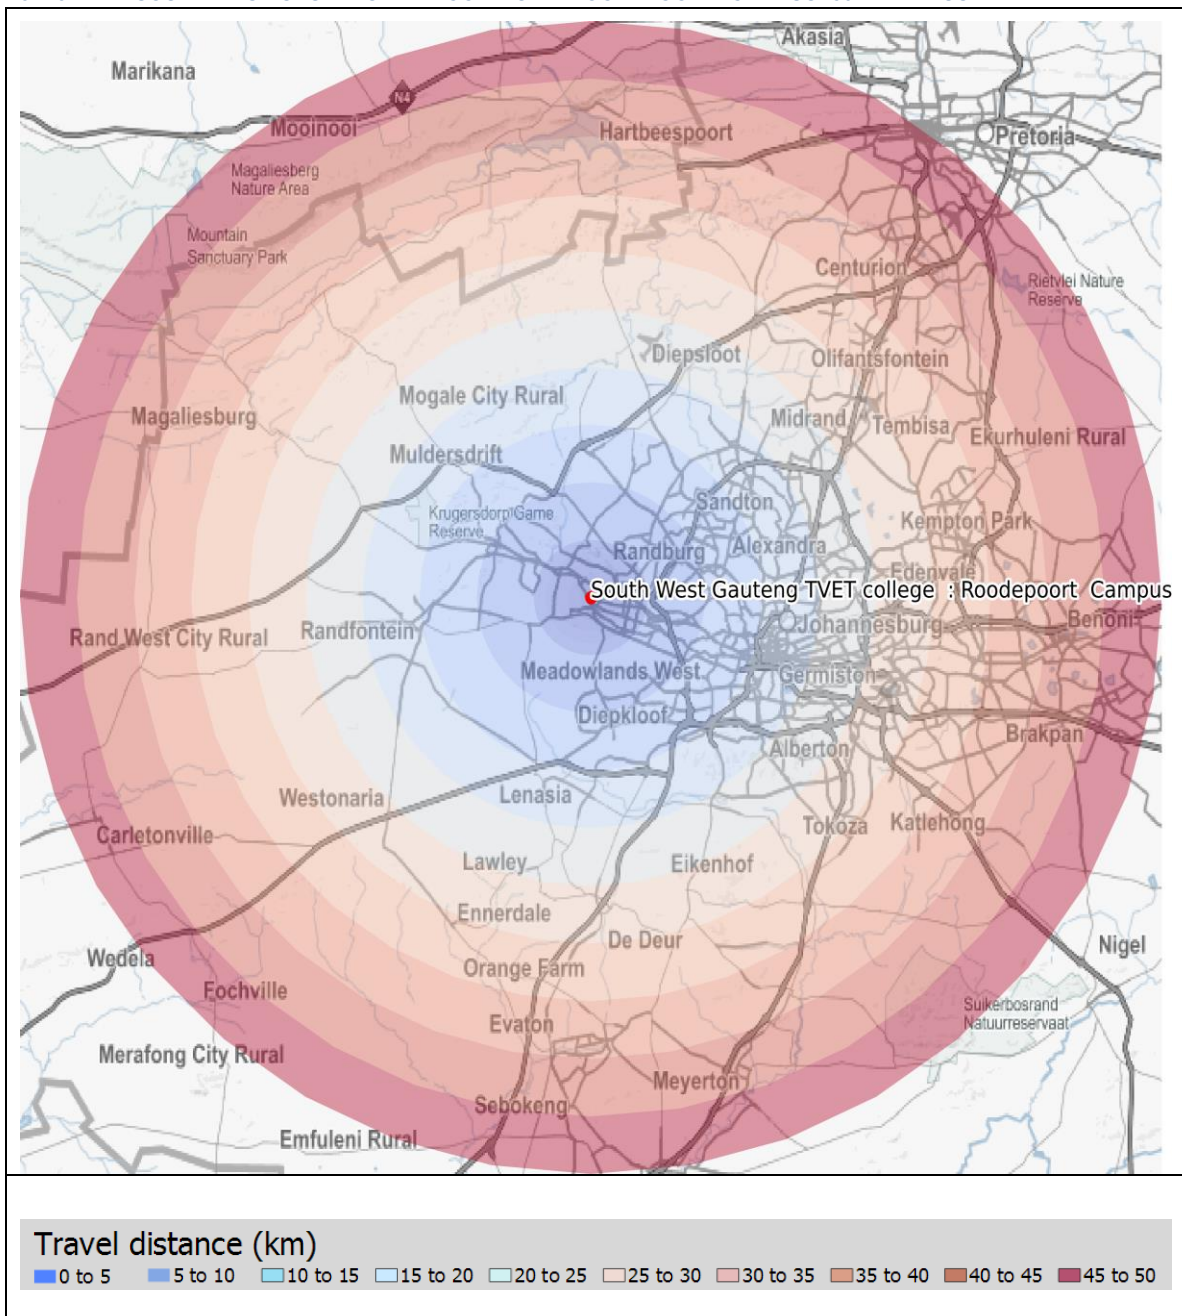 Akasia
Marikana
N4
Mooinooi
Hartbeespoort
Pretoria
Magaliesberg
Nature Area
Mountain
Sanctuary Park
Centurion
Rietvlei Nature
Reserve
Diepsloot
Olifantsfontein
Mogale City Rural
Magaliesburg
Midrand
Tembisa
Ekurhuleni Rural
Muldersdrift
Sandton
Krugersdorp Game
Reserve
Kempton Park
Randburg
Alexandra
Edenvale
South West Gauteng TVET college : Roodepoort Campus
Johannesburg
Benoni
Rand West City Rural
Randfontein
Meadowlands West
Germiston
Diepkloof
Brakpan
Alberton
Westonaria
Lenasia
Carletonville
Tokoza
Katlehong
Lawley
Eikenhof
Ennerdale
De Deur
Nigel
Wedela
Orange Farm
Fochville
Suikerbosrand
Natuurreservaat
Evaton
Merafong City Rural
Meyerton
Sebokeng
Emfuleni Rural
Travel distance (km)
0 to 5 5 to 10 10 to 15 15 to 20 20 to 25 25 to 30 30 to 35 35 to 40 40 to 45 45 to 50